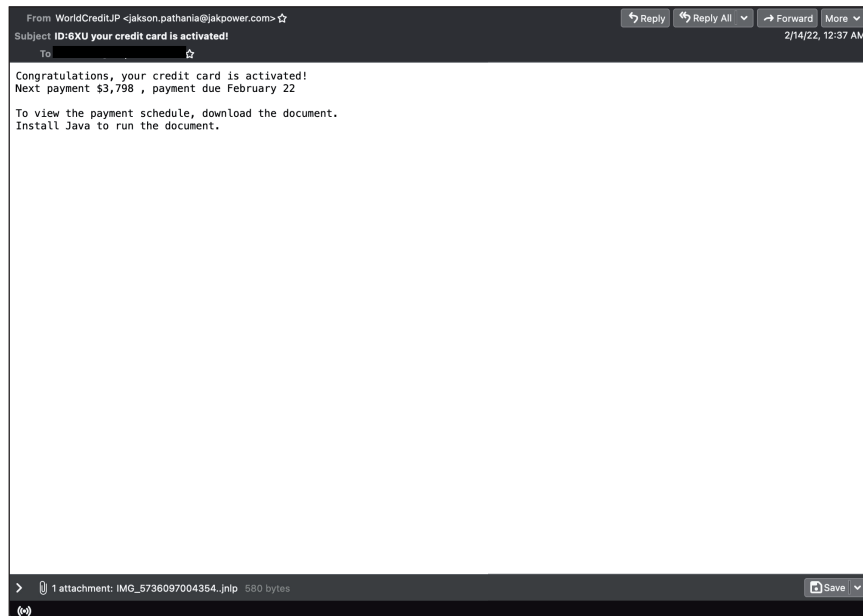 From WorldCreditJP <jakson.pathania@jakpower.com>
Reply Reply All Forward More
Subject ID:6XU your credit card is activated!
2/14/22, 12:37 AM
To
Congratulations, your credit card is activated!
Next payment $3,798 , payment due February 22
To view the payment schedule, download the document.
Install Java to run the document.
1 attachment: IMG_5736097004354..jnlp 580 bytes
Save